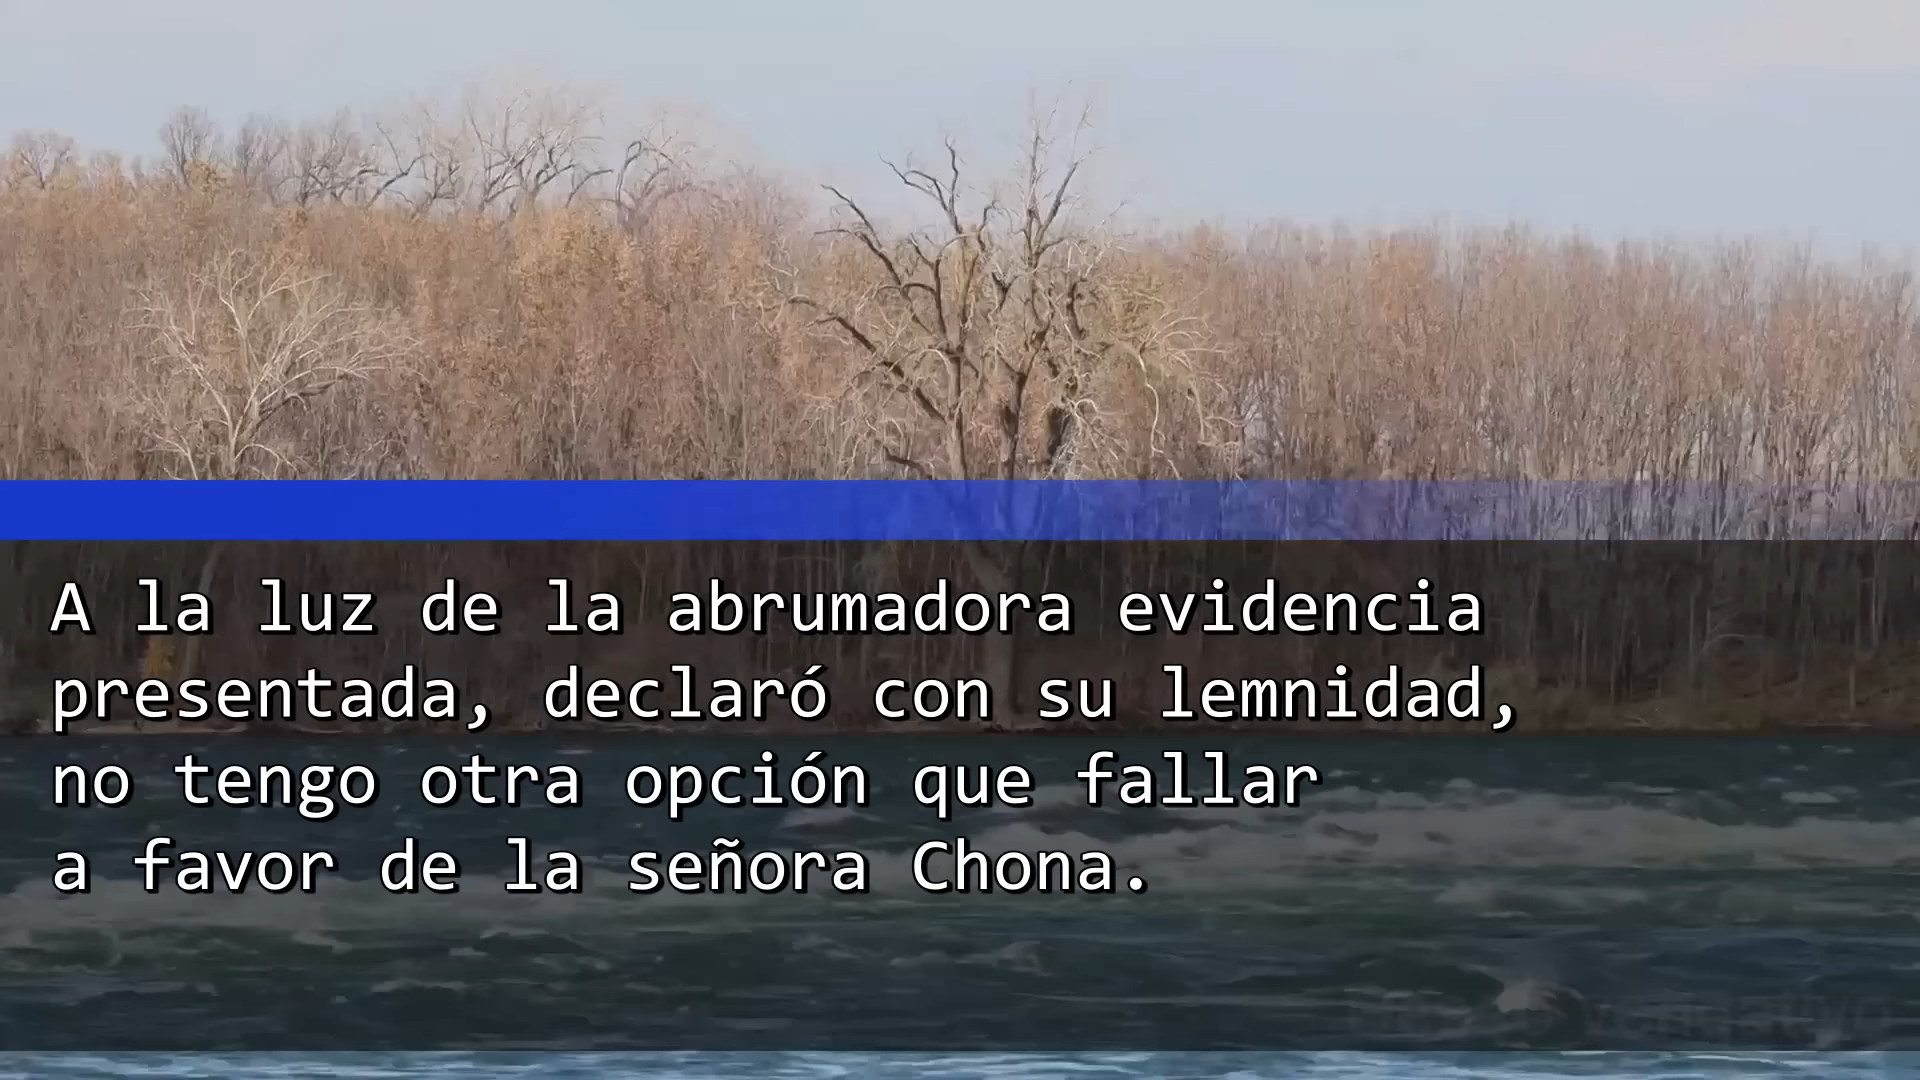 A la luz de la abrumadora evidencia
presentada, declaró con su lemnidad,
no tengo otra opción que fallar
a favor de la señora Chona.